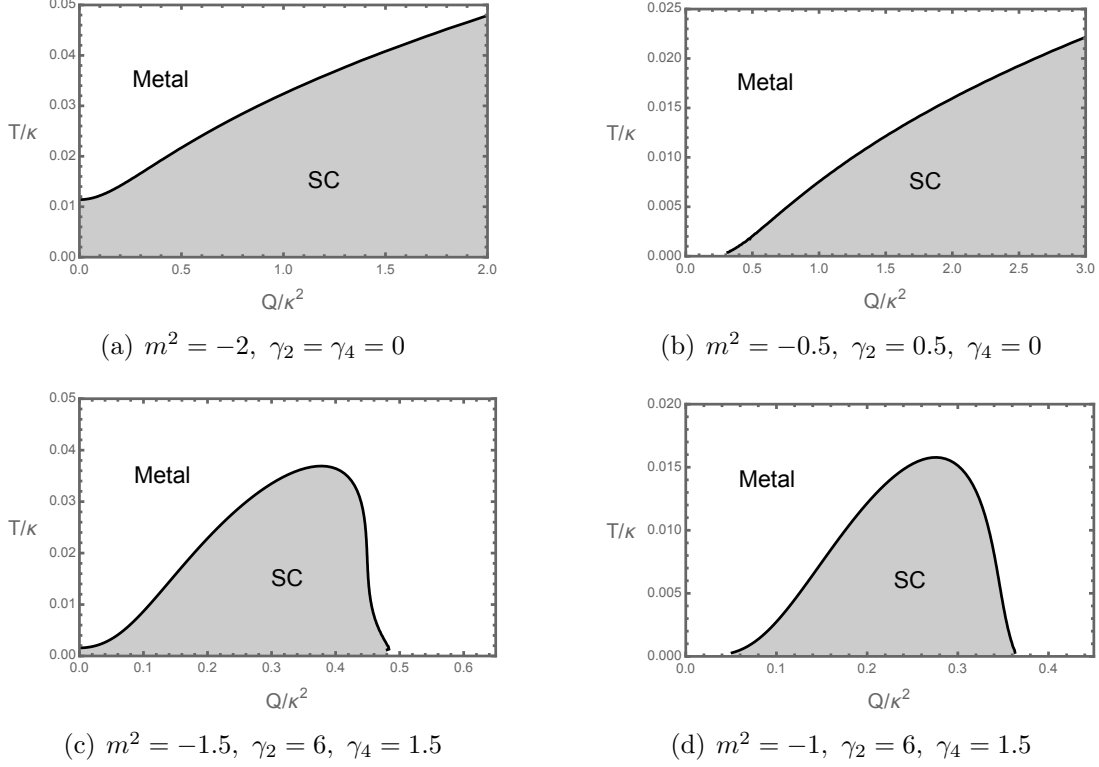 0.05
0.04
0.03
0.02
0.01
0.00
T/κ
Metal
SC
0.0 0.5 1.0 1.5 2.0
Q/κ²
(a) m² = −2, γ₂ = γ₄ = 0
0.025
0.020
0.015
0.010
0.005
0.000
T/κ
Metal
SC
0.0 0.5 1.0 1.5 2.0 2.5 3.0
Q/κ²
(b) m² = −0.5, γ₂ = 0.5, γ₄ = 0
0.05
0.04
0.03
0.02
0.01
0.00
T/κ
Metal
SC
0.0 0.1 0.2 0.3 0.4 0.5 0.6
Q/κ²
(c) m² = −1.5, γ₂ = 6, γ₄ = 1.5
0.020
0.015
0.010
0.005
0.000
T/κ
Metal
SC
0.0 0.1 0.2 0.3 0.4
Q/κ²
(d) m² = −1, γ₂ = 6, γ₄ = 1.5